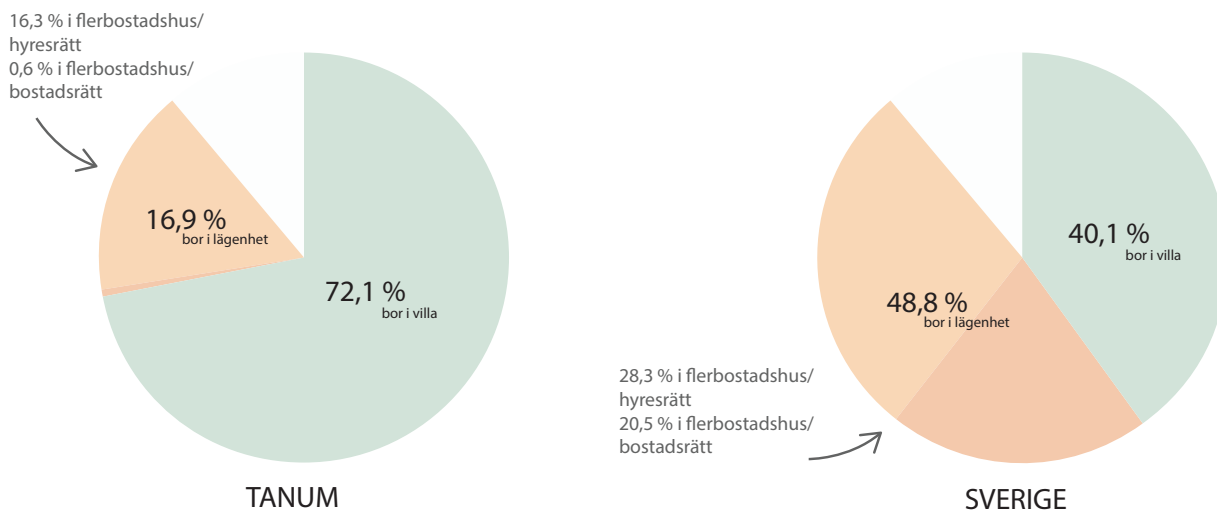 16,3 % i flerbostadshus/
hyresrätt
0,6 % i flerbostadshus/
bostadsrätt
16,9 %
bor i lägenhet
72,1 %
bor i villa
TANUM
40,1 %
bor i villa
48,8 %
bor i lägenhet
28,3 % i flerbostadshus/
hyresrätt
20,5 % i flerbostadshus/
bostadsrätt
SVERIGE